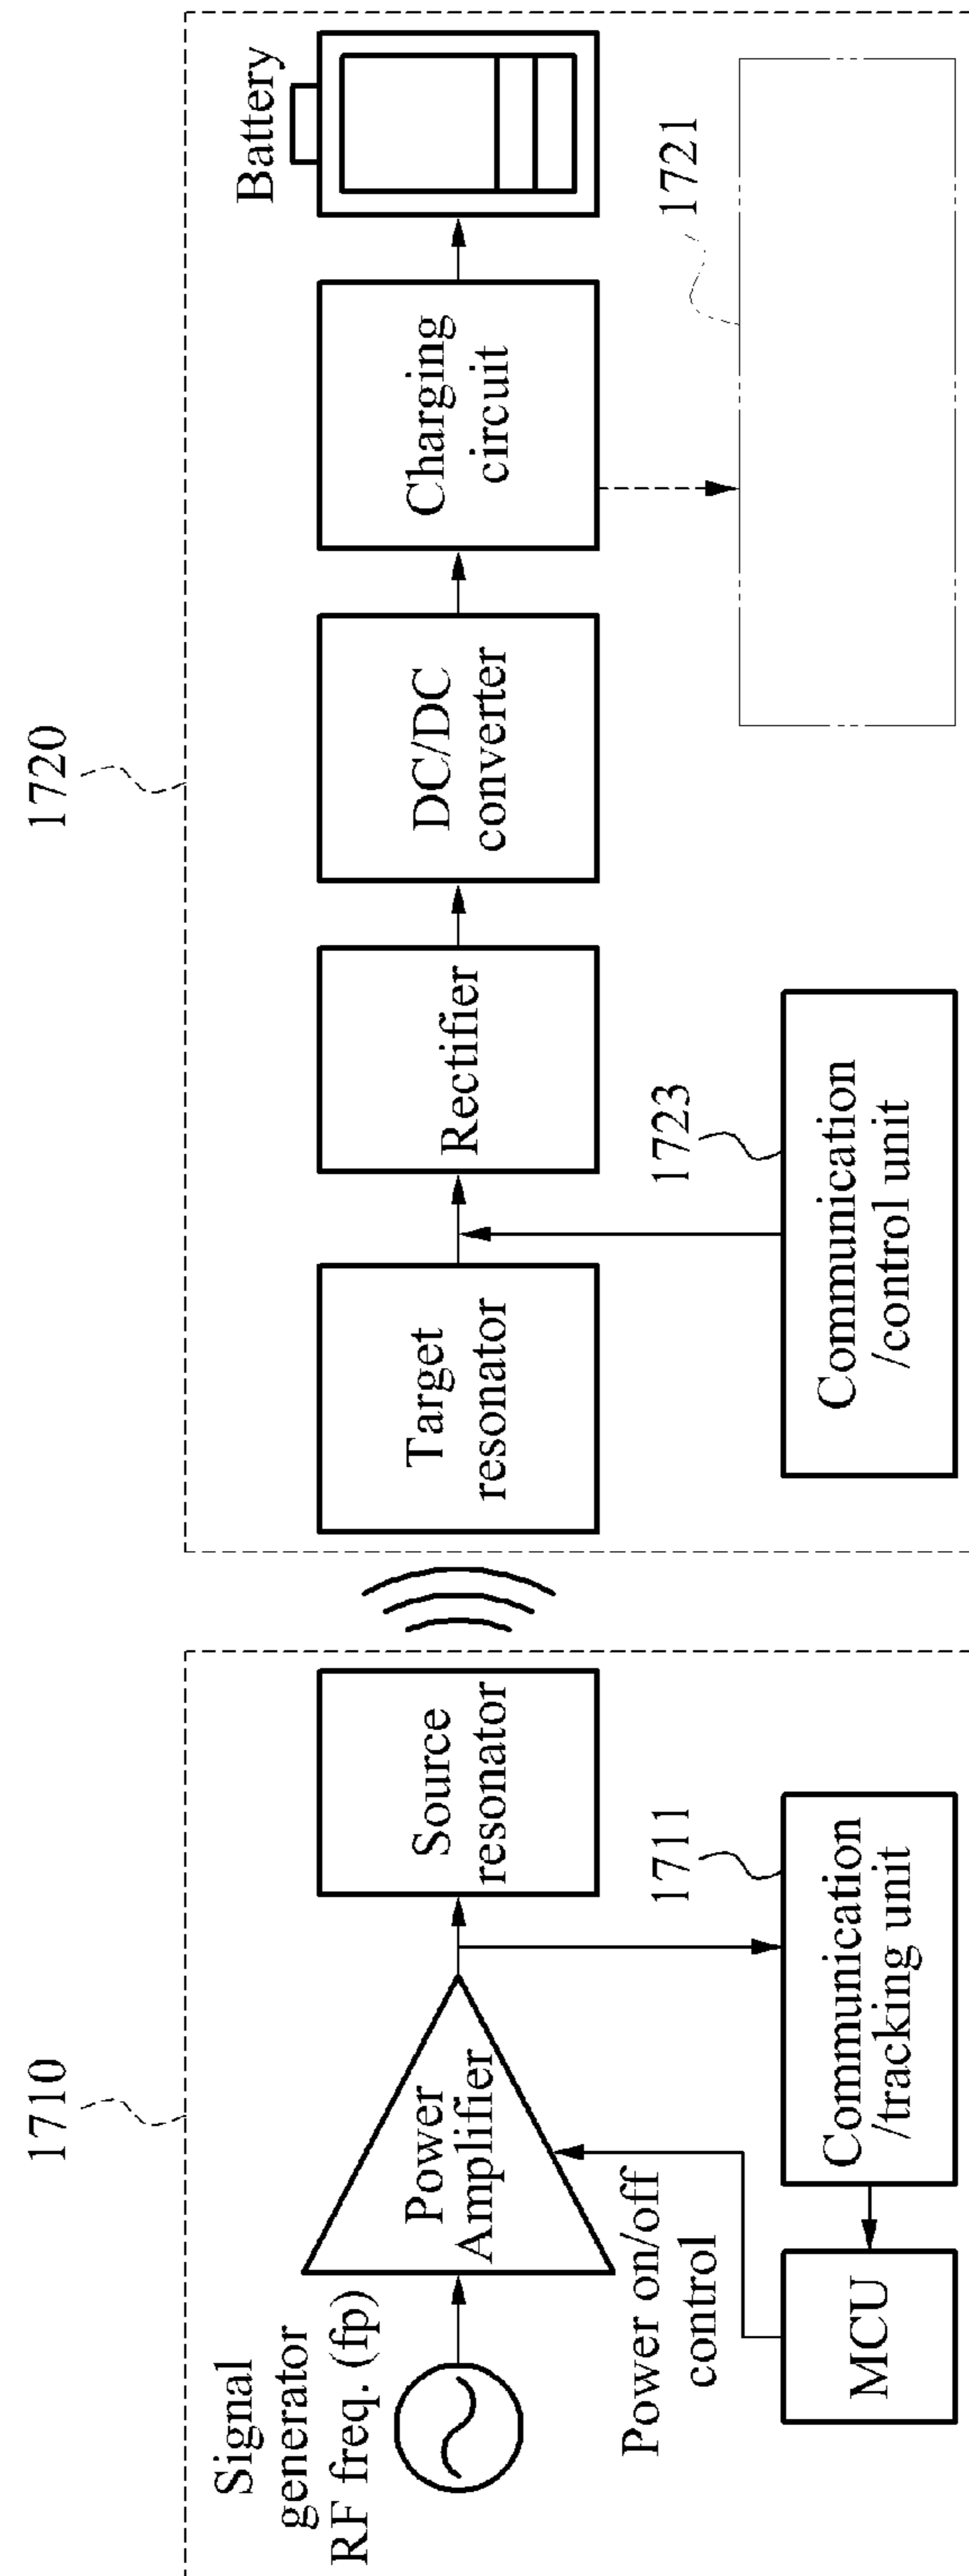 1710
Signal
generator
RF freq. (fp)
Power
Amplifier
Source
resonator
Power on/off
control
MCU
1711
Communication
/tracking unit
1720
Target
resonator
Rectifier
DC/DC
converter
Charging
circuit
Battery
1723
Communication
/control unit
1721